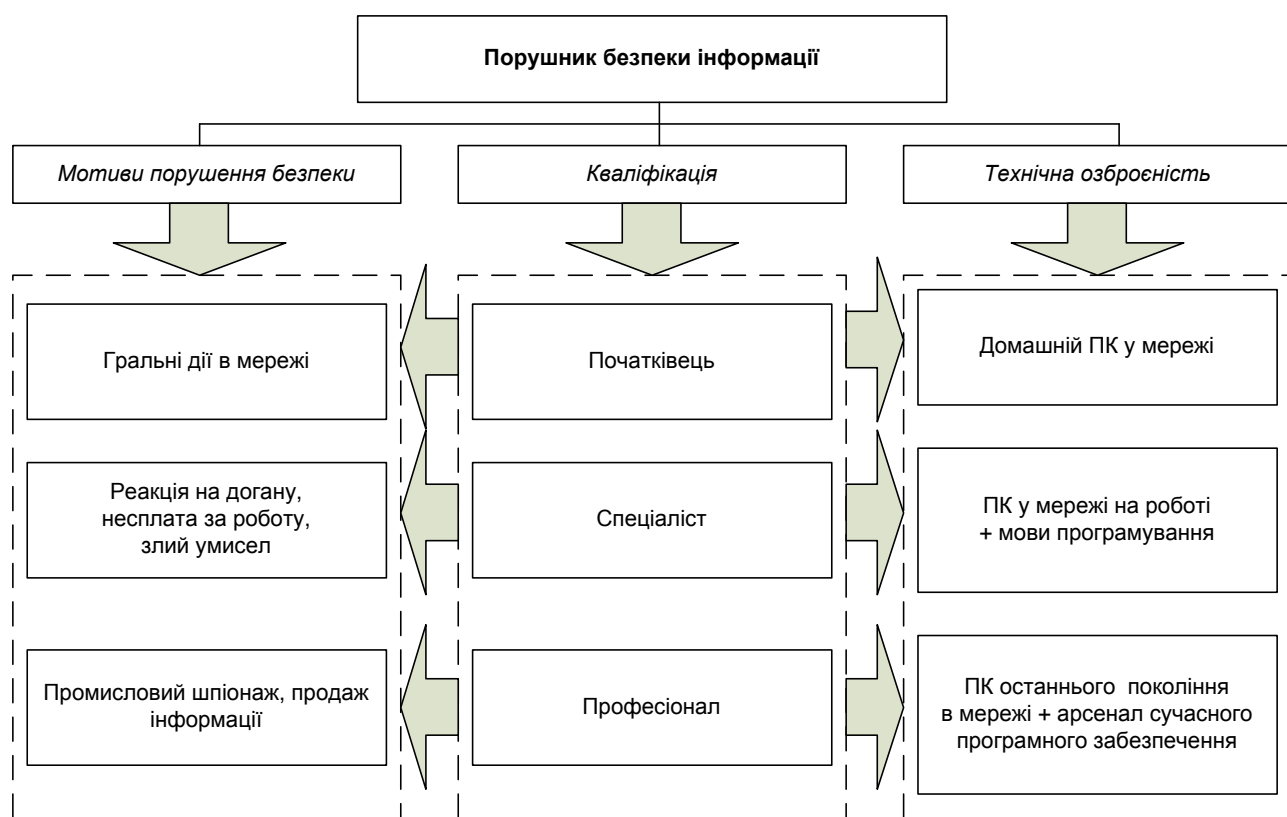 Порушник безпеки інформації
Мотиви порушення безпеки
Кваліфікація
Технічна озброєність
Гральні дії в мережі
Початківець
Домашній ПК у мережі
Реакція на догану,
несплата за роботу,
злий умисел
Спеціаліст
ПК у мережі на роботі
+ мови програмування
Промисловий шпіонаж, продаж
інформації
Професіонал
ПК останнього покоління
в мережі + арсенал сучасного
програмного забезпечення